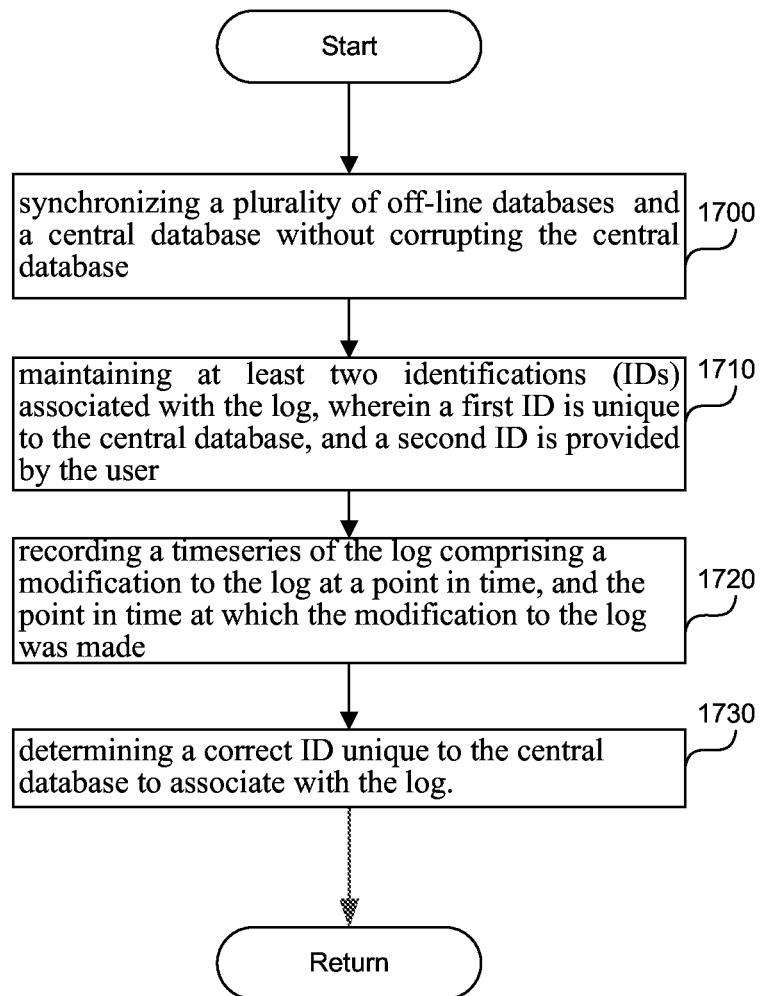 Start
synchronizing a plurality of off-line databases and
a central database without corrupting the central
database
1700
maintaining at least two identifications (IDs)
associated with the log, wherein a first ID is unique
to the central database, and a second ID is provided
by the user
1710
recording a timeseries of the log comprising a
modification to the log at a point in time, and the
point in time at which the modification to the log
was made
1720
determining a correct ID unique to the central
database to associate with the log.
1730
Return